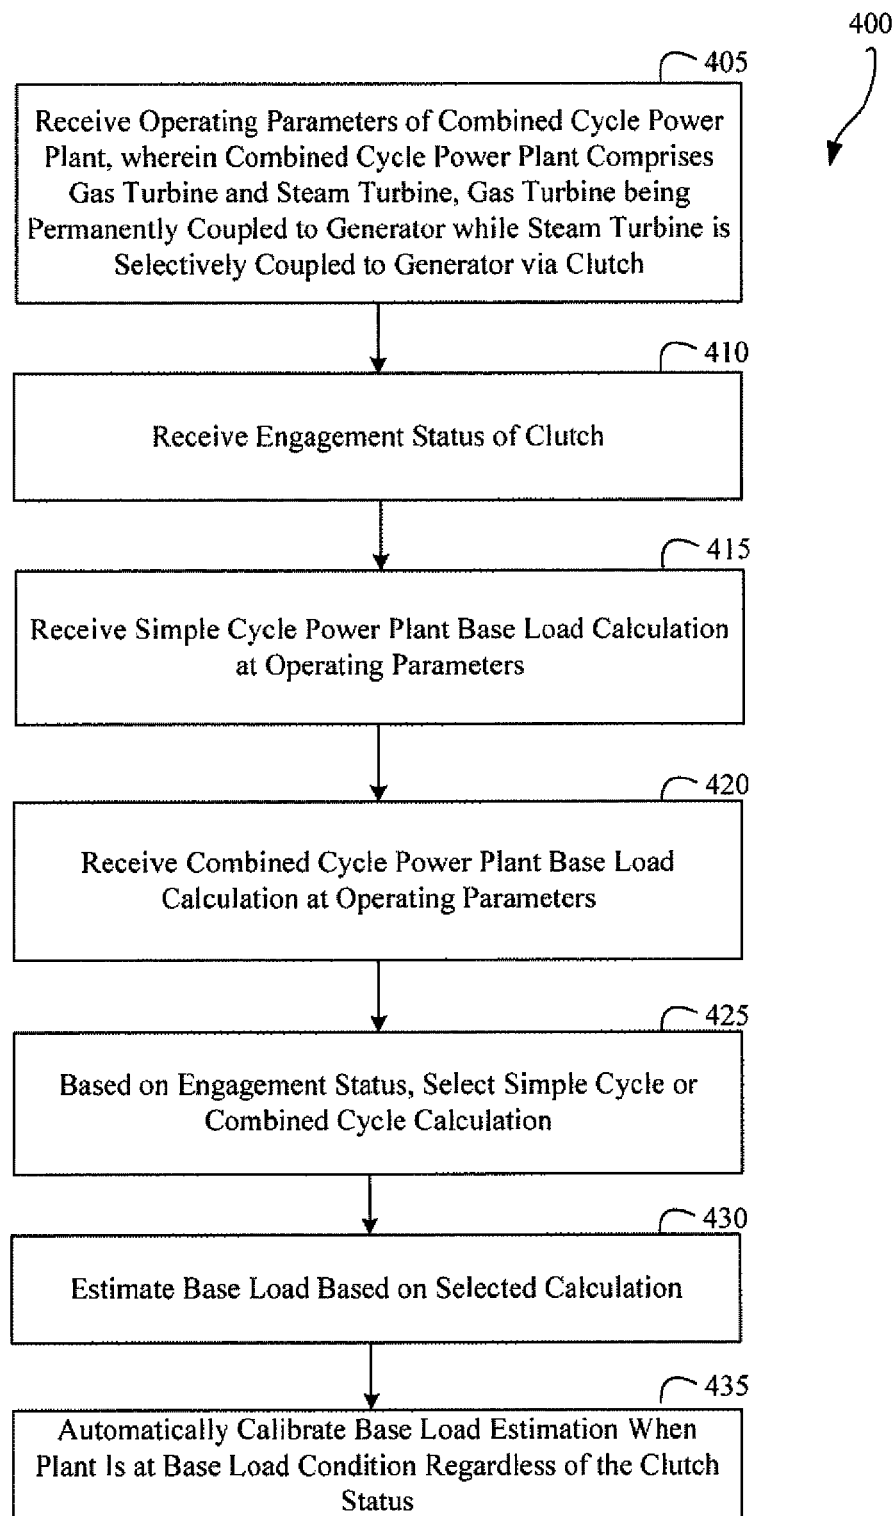 400
405
Receive Operating Parameters of Combined Cycle Power
Plant, wherein Combined Cycle Power Plant Comprises
Gas Turbine and Steam Turbine, Gas Turbine being
Permanently Coupled to Generator while Steam Turbine is
Selectively Coupled to Generator via Clutch
410
Receive Engagement Status of Clutch
415
Receive Simple Cycle Power Plant Base Load Calculation
at Operating Parameters
420
Receive Combined Cycle Power Plant Base Load
Calculation at Operating Parameters
425
Based on Engagement Status, Select Simple Cycle or
Combined Cycle Calculation
430
Estimate Base Load Based on Selected Calculation
435
Automatically Calibrate Base Load Estimation When
Plant Is at Base Load Condition Regardless of the Clutch
Status